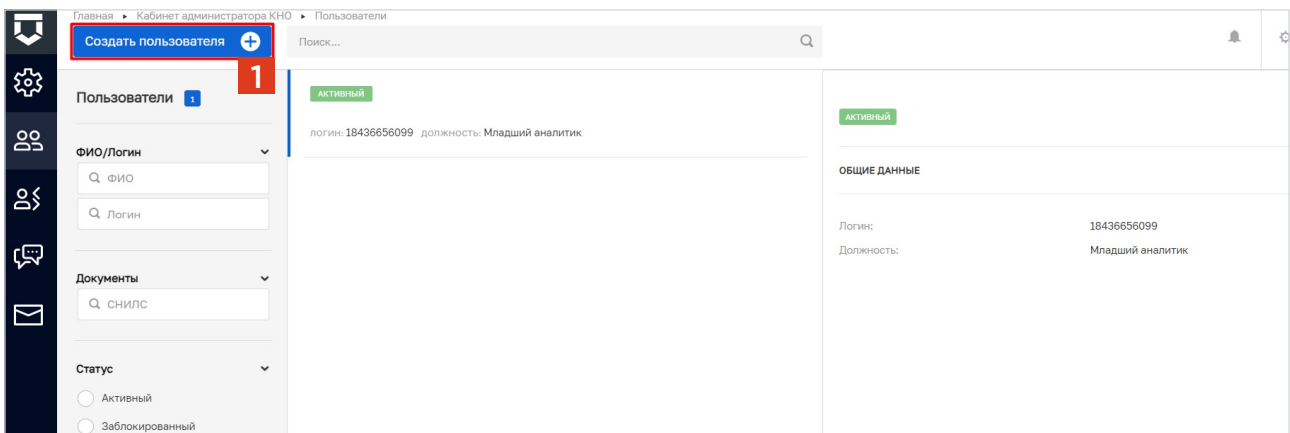 Главная ▸ Кабинет администратора КНО ▸ Пользователи
Создать пользователя
Поиск...
1
Пользователи 1
ФИО/Логин
ФИО
Логин
Документы
СНИЛС
Статус
Активный
Заблокированный
АКТИВНЫЙ
логин: 18436656099 должность: Младший аналитик
АКТИВНЫЙ
ОБЩИЕ ДАННЫЕ
Логин: 18436656099
Должность: Младший аналитик